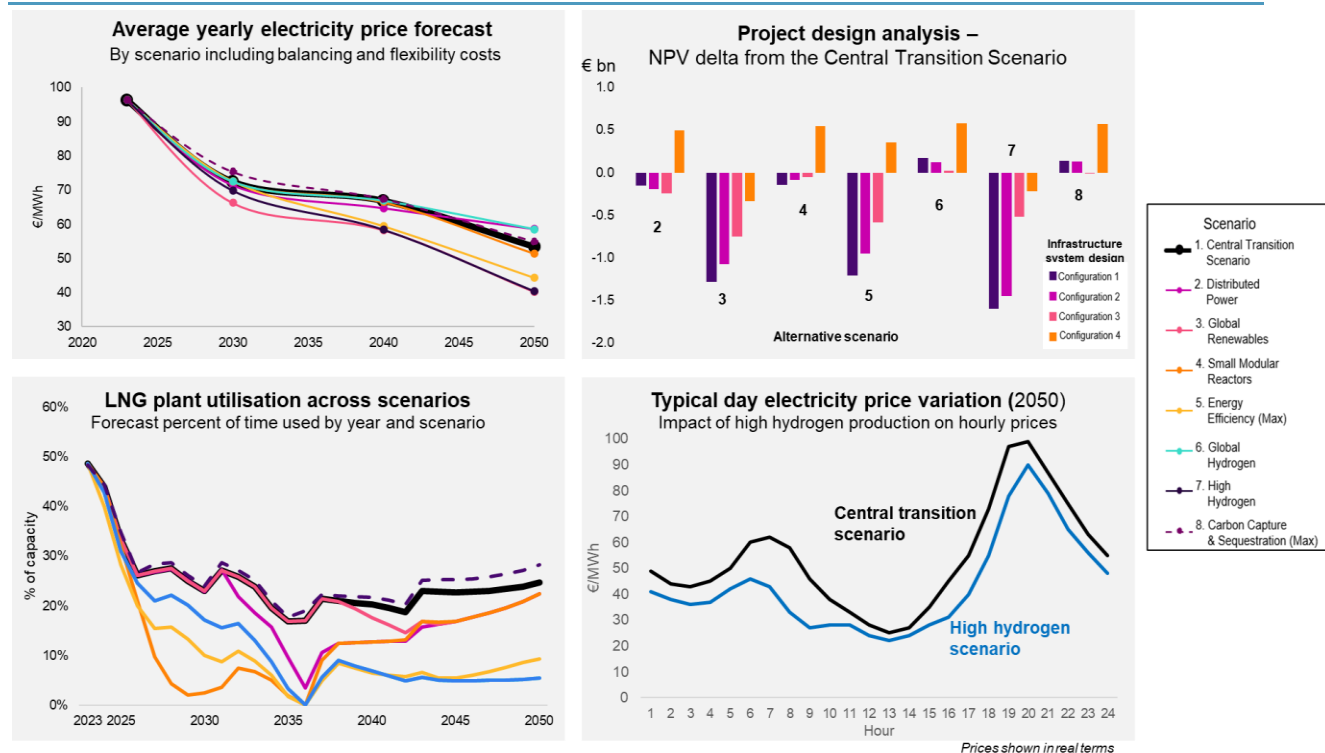 Average yearly electricity price forecast
By scenario including balancing and flexibility costs
€/MWh
100
90
80
70
60
50
40
30
2020
2025
2030
2035
2040
2045
2050
Project design analysis –
NPV delta from the Central Transition Scenario
€ bn
1.0
0.5
0.0
-0.5
-1.0
-1.5
-2.0
2
3
4
5
6
7
8
Alternative scenario
Infrastructure
system design
Configuration 1
Configuration 2
Configuration 3
Configuration 4
LNG plant utilisation across scenarios
Forecast percent of time used by year and scenario
% of capacity
60%
50%
40%
30%
20%
10%
0%
2023
2025
2030
2035
2040
2045
2050
Typical day electricity price variation (2050)
Impact of high hydrogen production on hourly prices
€/MWh
100
90
80
70
60
50
40
30
20
10
0
Central transition
scenario
High hydrogen
scenario
1 2 3 4 5 6 7 8 9 10 11 12 13 14 15 16 17 18 19 20 21 22 23 24
Hour
Prices shown in real terms
Scenario
1. Central Transition
Scenario
2. Distributed
Power
3. Global
Renewables
4. Small Modular
Reactors
5. Energy
Efficiency (Max)
6. Global
Hydrogen
7. High
Hydrogen
8. Carbon Capture
& Sequestration (Max)